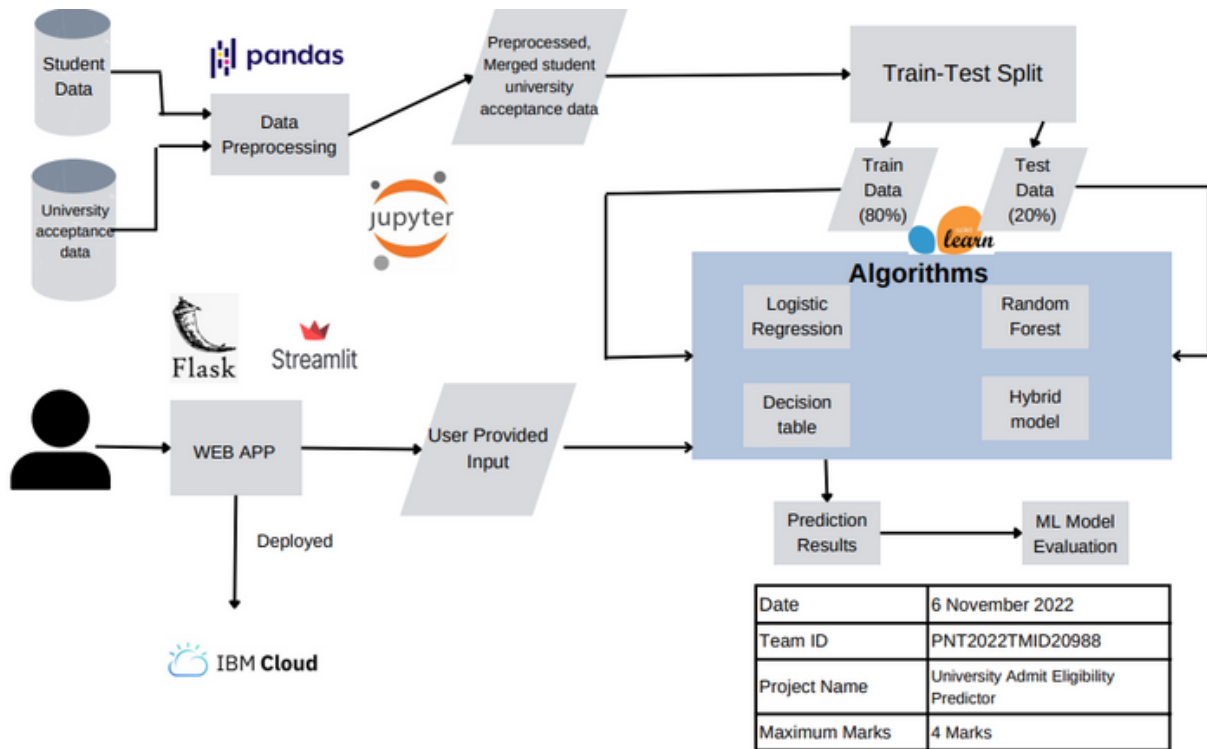 Student
Data
pandas
Data
Preprocessing
Preprocessed,
Merged student
university
acceptance data
Train-Test Split
University
acceptance
data
jupyter
Train
Data
(80%)
Test
Data
(20%)
learn
Algorithms
Logistic
Regression
Random
Forest
Decision
table
Hybrid
model
Flask
Streamlit
WEB APP
User Provided
Input
Deployed
IBM Cloud
Prediction
Results
ML Model
Evaluation
Date 6 November 2022
Team ID PNT2022TMID20988
Project Name University Admit Eligibility
Predictor
Maximum Marks 4 Marks